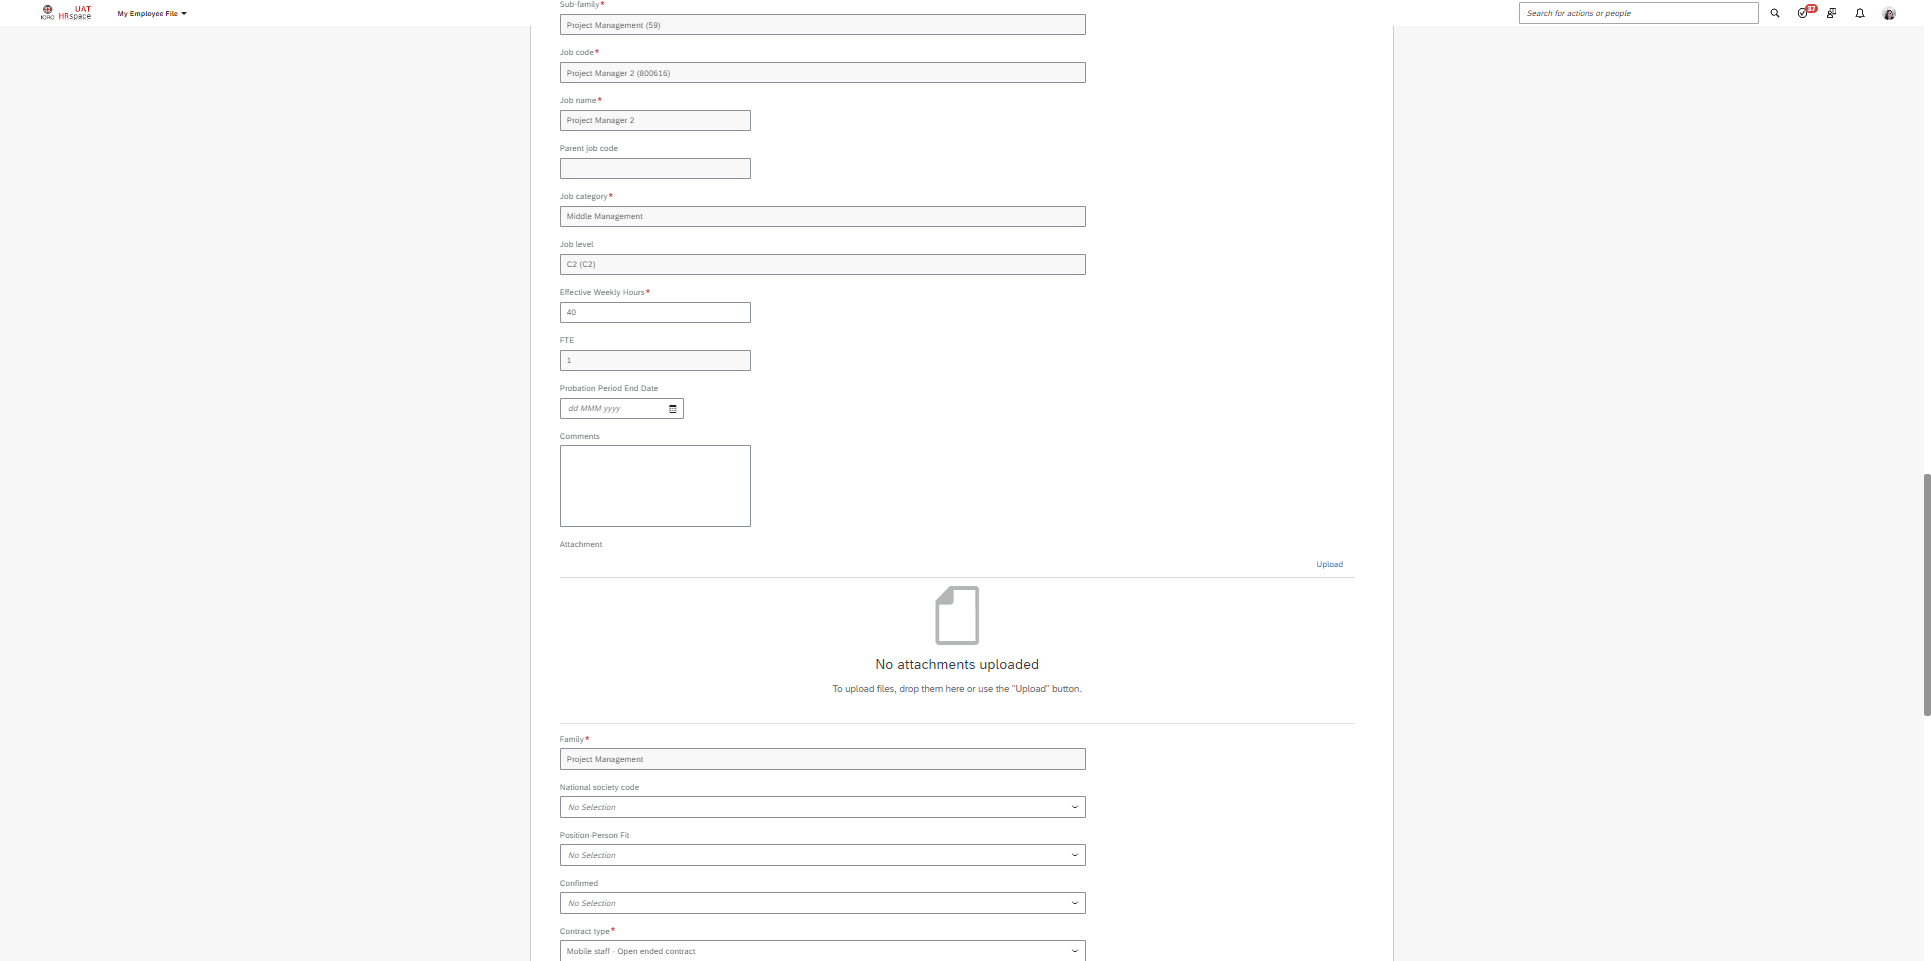 ICRC
UAT
HRspace
My Employee File
Search for actions or people
37
Sub-family*
Project Management (59)
Job code*
Project Manager 2 (800616)
Job name*
Project Manager 2
Parent job code
Job category*
Middle Management
Job level
C2 (C2)
Effective Weekly Hours*
40
FTE
1
Probation Period End Date
dd MMM yyyy
Comments
Attachment
Upload
No attachments uploaded
To upload files, drop them here or use the "Upload" button.
Family*
Project Management
National society code
No Selection
Position-Person Fit
No Selection
Confirmed
No Selection
Contract type*
Mobile staff - Open ended contract